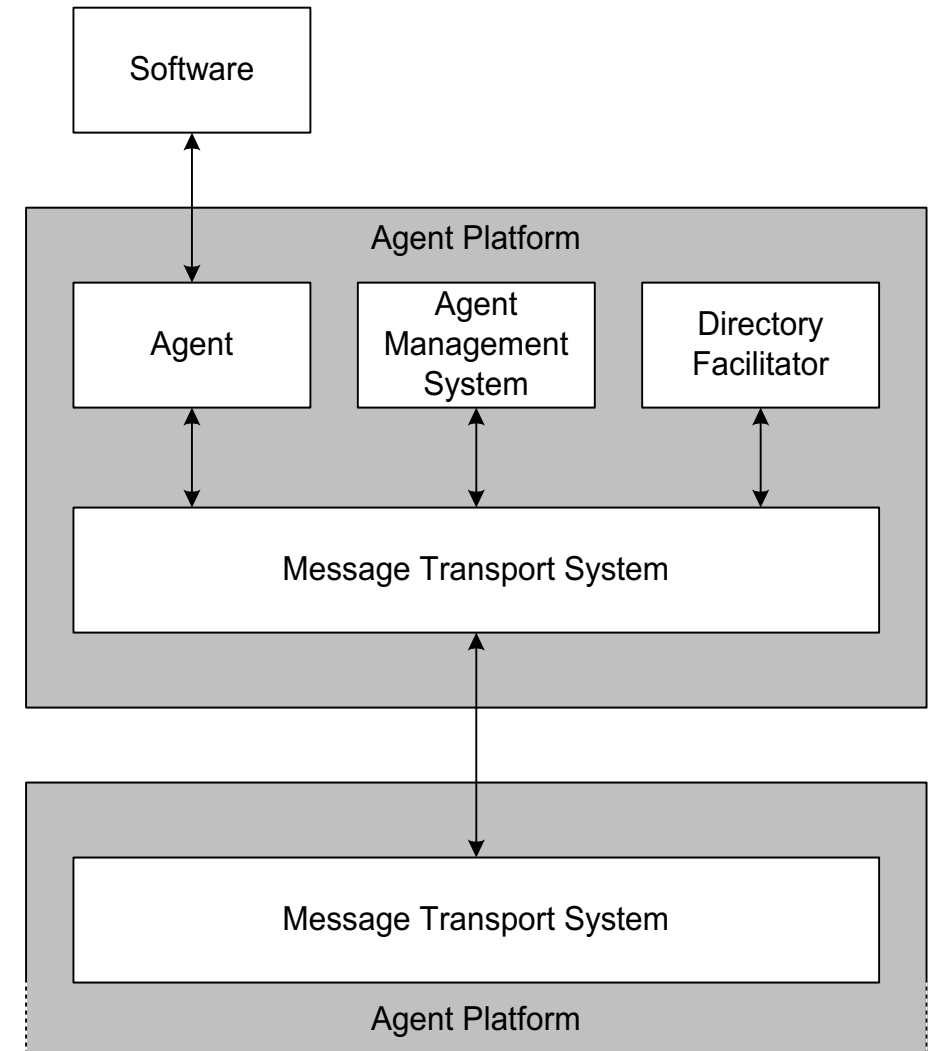 Software
Agent Platform
Agent
Agent
Management
System
Directory
Facilitator
Message Transport System
Message Transport System
Agent Platform